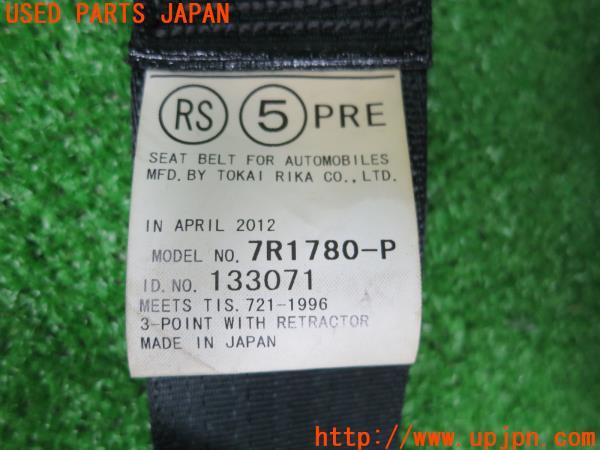 USED PARTS JAPAN
RS 5 PRE
SEAT BELT FOR AUTOMOBILES
MFD. BY TOKAI RIKA CO., LTD.
IN APRIL 2012
MODEL NO. 7R1780-P
ID. NO. 133071
MEETS TIS. 721-1996
3-POINT WITH RETRACTOR
MADE IN JAPAN
http://www.upjpn.com/